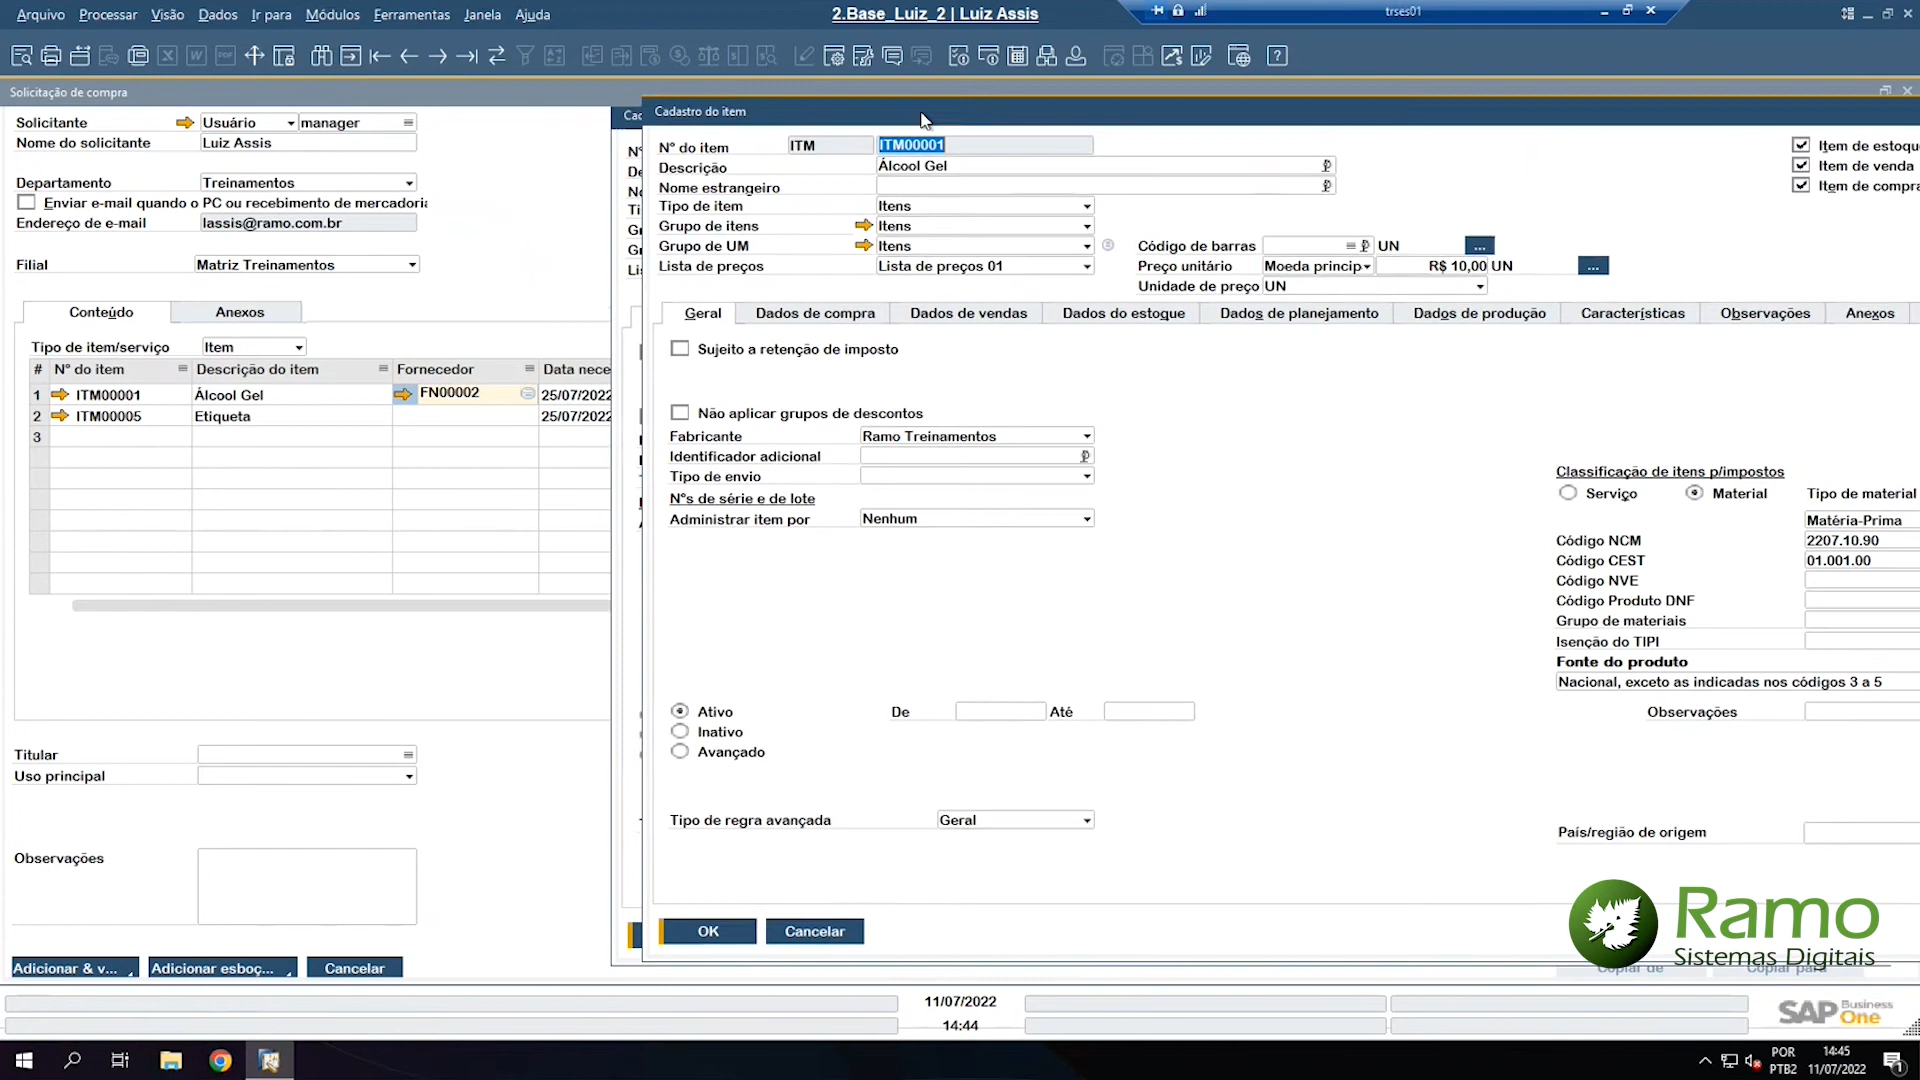 Arquivo Processar Visão Dados Ir para Módulos Ferramentas Janela Ajuda
2.Base_Luiz_2 | Luiz Assis
trses01
Solicitação de compra
Solicitante Usuário manager
Nome do solicitante Luiz Assis
Departamento Treinamentos
Enviar e-mail quando o PC ou recebimento de mercadoria
Endereço de e-mail lassis@ramo.com.br
Filial Matriz Treinamentos
Conteúdo Anexos
Tipo de item/serviço Item
# Nº do item Descrição do item Fornecedor Data nece
1 ITM00001 Álcool Gel FN00002 25/07/2022
2 ITM00005 Etiqueta 25/07/2022
3
Titular
Uso principal
Observações
Adicionar & v... Adicionar esboç... Cancelar
Cad
Cadastro do item
Nº do item ITM ITM00001
Descrição Álcool Gel
Nome estrangeiro
Tipo de item Itens
Grupo de itens Itens
Grupo de UM Itens
Lista de preços Lista de preços 01
Código de barras UN ...
Preço unitário Moeda princip R$ 10,00 UN ...
Unidade de preço UN
Item de estoqu
Item de venda
Item de compra
Geral Dados de compra Dados de vendas Dados do estoque Dados de planejamento Dados de produção Características Observações Anexos
Sujeito a retenção de imposto
Não aplicar grupos de descontos
Fabricante Ramo Treinamentos
Identificador adicional
Tipo de envio
Nºs de série e de lote
Administrar item por Nenhum
Classificação de itens p/impostos
Serviço Material Tipo de material
Matéria-Prima
Código NCM 2207.10.90
Código CEST 01.001.00
Código NVE
Código Produto DNF
Grupo de materiais
Isenção do TIPI
Fonte do produto
Nacional, exceto as indicadas nos códigos 3 a 5
Ativo De Até Observações
Inativo
Avançado
Tipo de regra avançada Geral
País/região de origem
OK Cancelar
Ramo
Sistemas Digitais
Copiar de Copiar para
11/07/2022
14:44
SAP Business One
POR
PTB2
14:45
11/07/2022
1